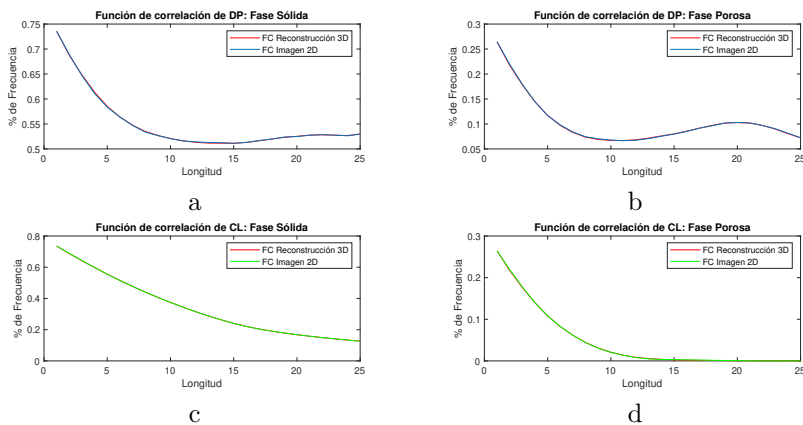 Función de correlación de DP: Fase Sólida
0.75
0.7
0.65
0.6
0.55
0.5
% de Frecuencia
FC Reconstrucción 3D
FC Imagen 2D
0 5 10 15 20 25
Longitud
a
Función de correlación de DP: Fase Porosa
0.3
0.25
0.2
0.15
0.1
0.05
% de Frecuencia
FC Reconstrucción 3D
FC Imagen 2D
0 5 10 15 20 25
Longitud
b
Función de correlación de CL: Fase Sólida
0.8
0.6
0.4
0.2
0
% de Frecuencia
FC Reconstrucción 3D
FC Imagen 2D
0 5 10 15 20 25
Longitud
c
Función de correlación de CL: Fase Porosa
0.3
0.2
0.1
0
% de Frecuencia
FC Reconstrucción 3D
FC Imagen 2D
0 5 10 15 20 25
Longitud
d